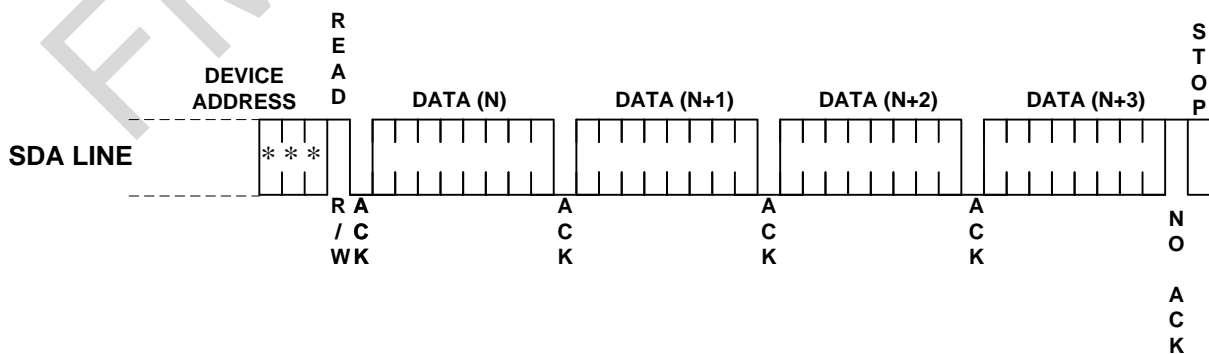 READ
STOP
DEVICE
ADDRESS
DATA (N)
DATA (N+1)
DATA (N+2)
DATA (N+3)
SDA LINE
* * *
R/W
ACK
ACK
ACK
ACK
NO ACK